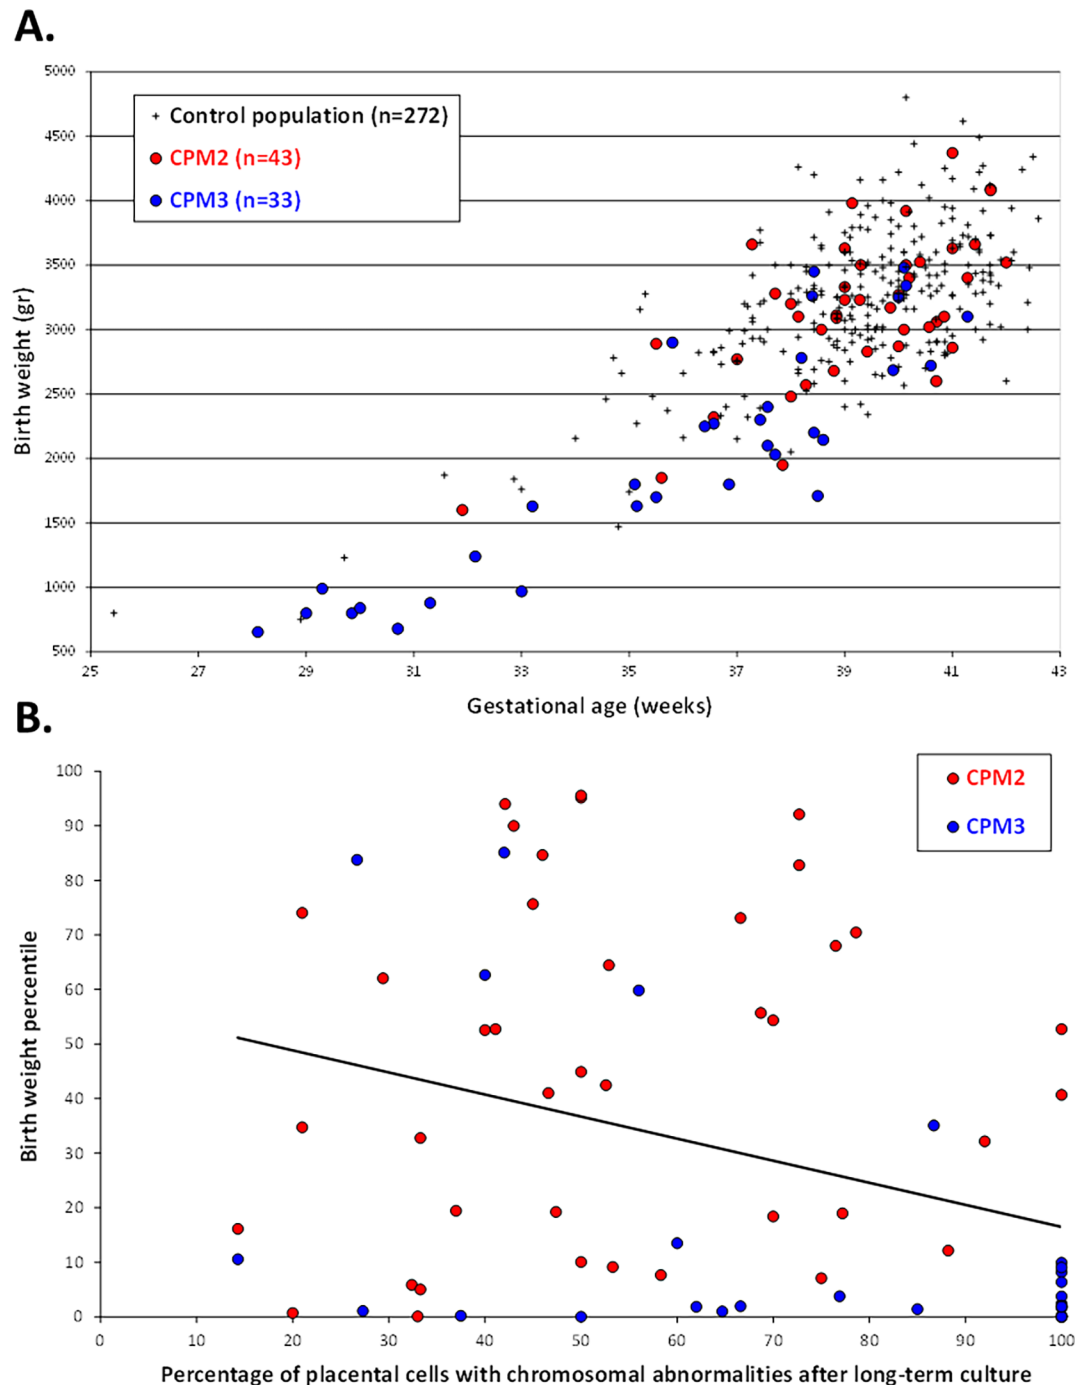 A.
5000
4500
4000
3500
3000
2500
2000
1500
1000
500
Birth weight (gr)
Control population (n=272)
CPM2 (n=43)
CPM3 (n=33)
25 27 29 31 33 35 37 39 41 43
Gestational age (weeks)
B.
100
90
80
70
60
50
40
30
20
10
0
Birth weight percentile
CPM2
CPM3
0 10 20 30 40 50 60 70 80 90 100
Percentage of placental cells with chromosomal abnormalities after long-term culture